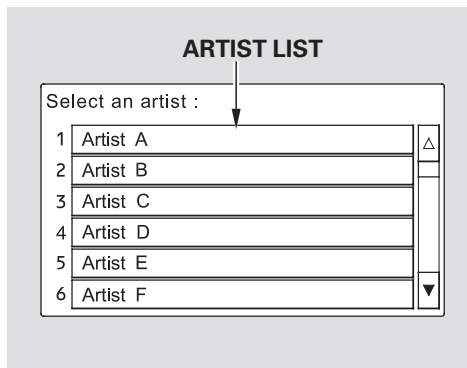 ARTIST LIST
Select an artist :
1 Artist A
2 Artist B
3 Artist C
4 Artist D
5 Artist E
6 Artist F